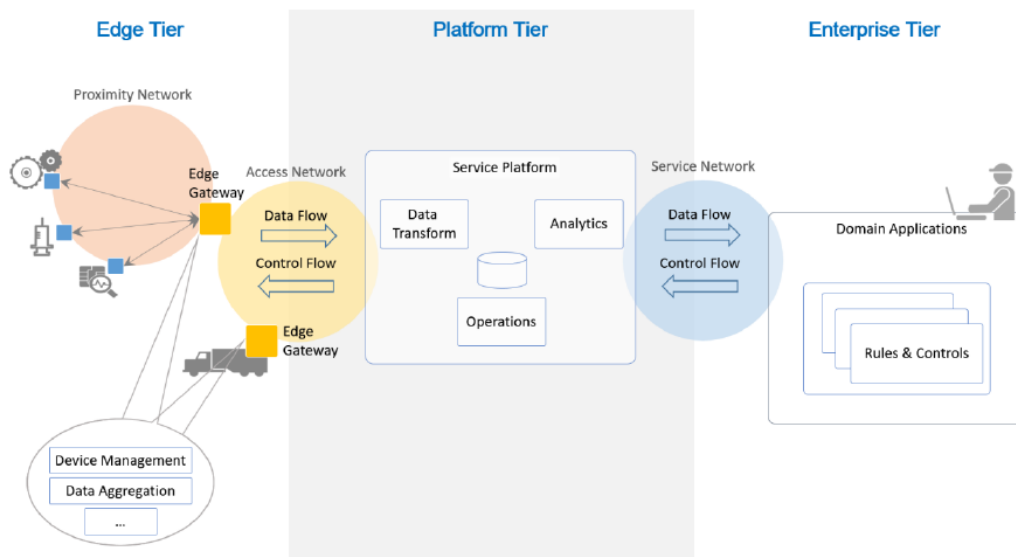 Edge Tier
Platform Tier
Enterprise Tier
Proximity Network
Edge
Gateway
Access Network
Data Flow
Control Flow
Edge
Gateway
Device Management
Data Aggregation
...
Service Platform
Data
Transform
Analytics
Operations
Service Network
Data Flow
Control Flow
Domain Applications
Rules & Controls